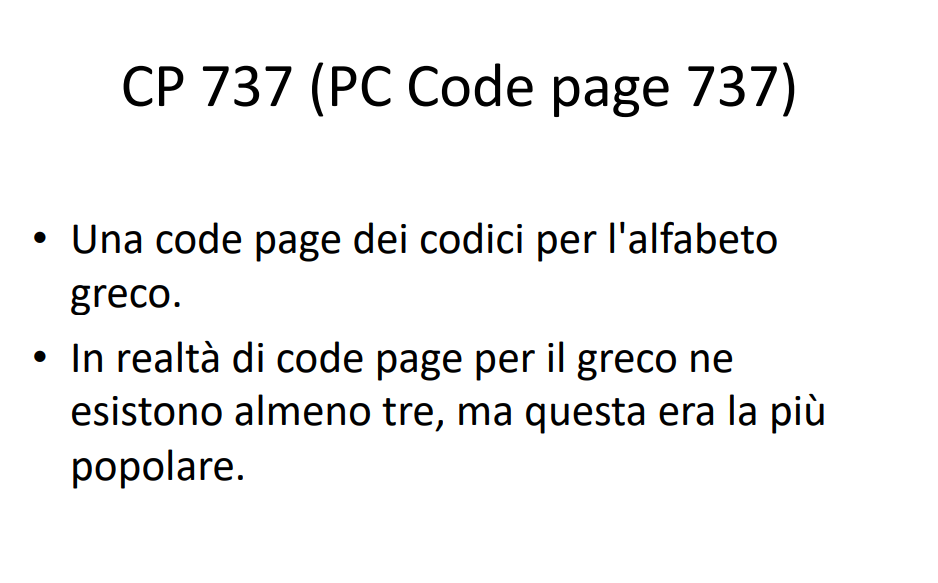 CP 737 (PC Code page 737)
• Una code page dei codici per l'alfabeto
greco.
• In realtà di code page per il greco ne
esistono almeno tre, ma questa era la più
popolare.